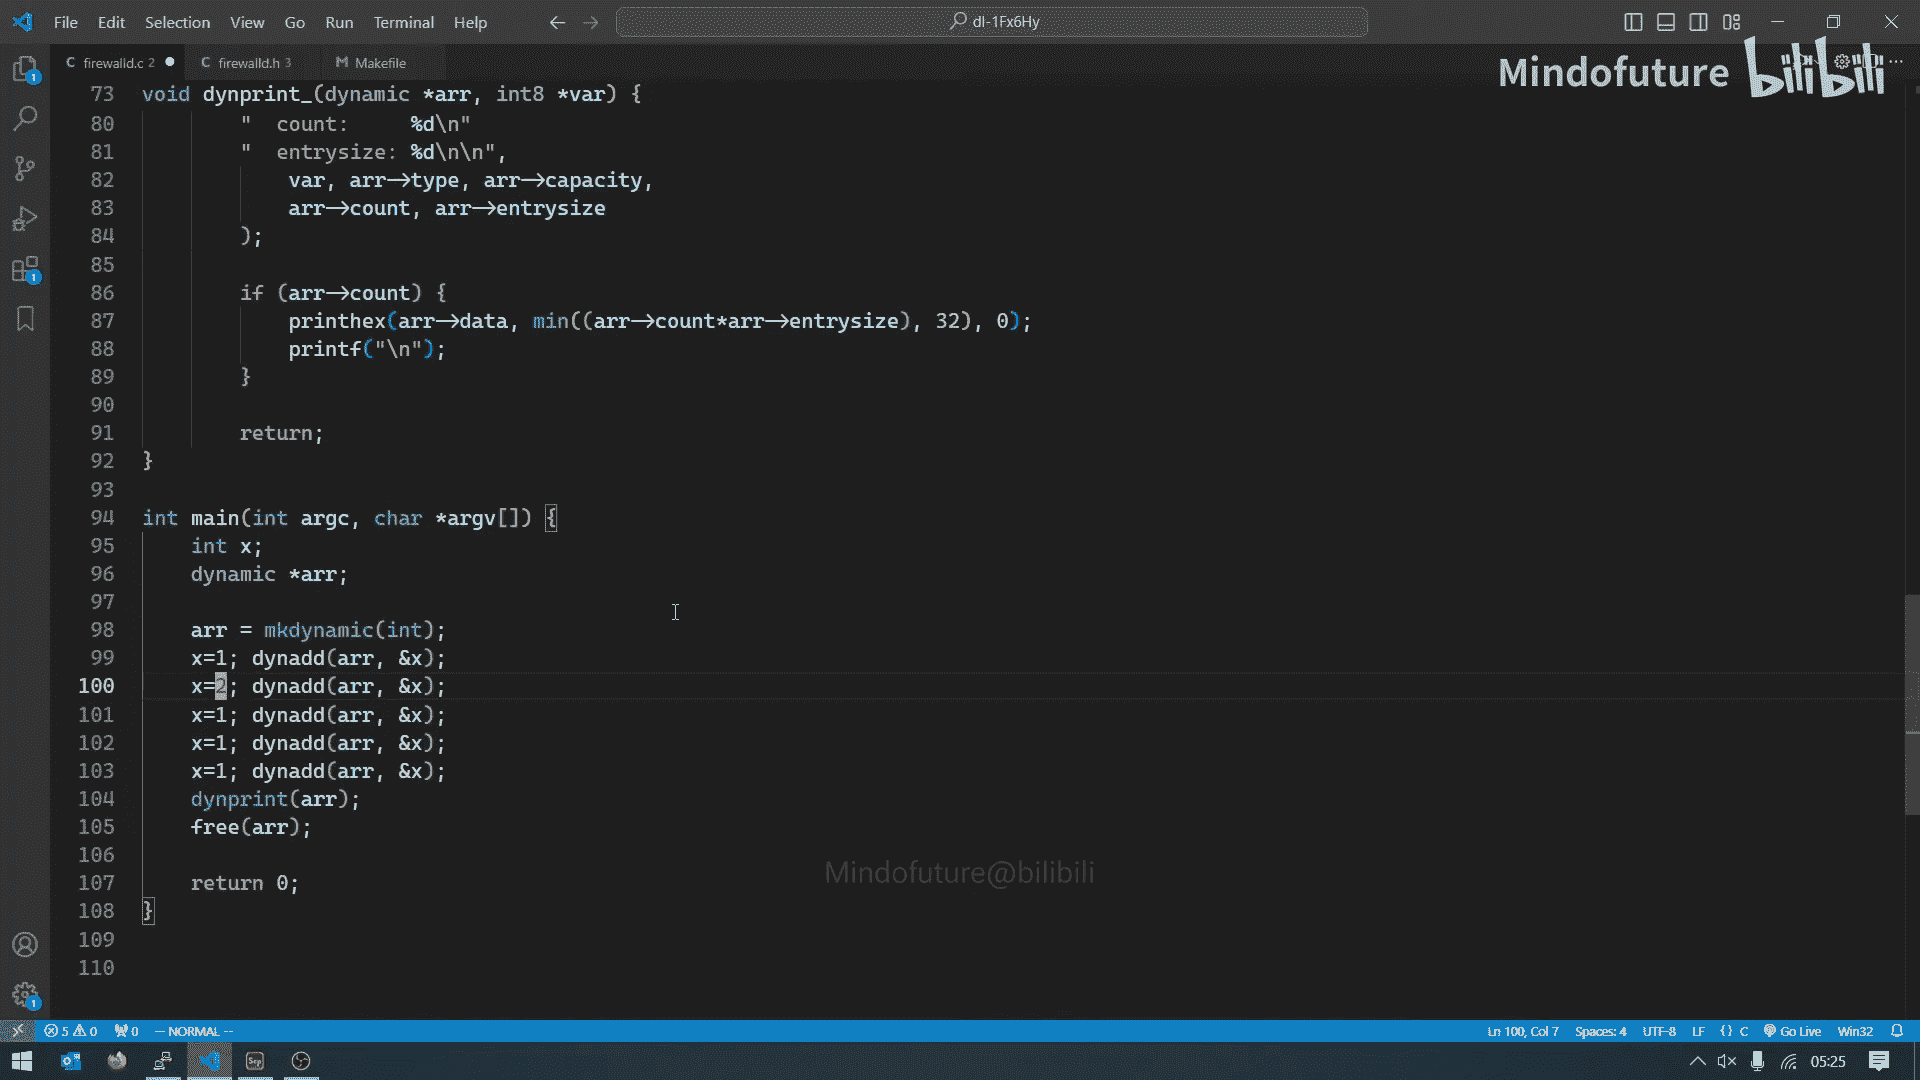 File Edit Selection View Go Run Terminal Help
dl-1Fx6Hy
C firewalld.c 2
C firewalld.h 3
M Makefile
Mindofuture bilibili
73 void dynprint_(dynamic *arr, int8 *var) {
80 "  count:     %d\n"
81 "  entrysize: %d\n\n",
82 var, arr->type, arr->capacity,
83 arr->count, arr->entrysize
84 );
85
86 if (arr->count) {
87 printhex(arr->data, min((arr->count*arr->entrysize), 32), 0);
88 printf("\n");
89 }
90
91 return;
92 }
93
94 int main(int argc, char *argv[]) {
95 int x;
96 dynamic *arr;
97
98 arr = mkdynamic(int);
99 x=1; dynadd(arr, &x);
100 x=2; dynadd(arr, &x);
101 x=1; dynadd(arr, &x);
102 x=1; dynadd(arr, &x);
103 x=1; dynadd(arr, &x);
104 dynprint(arr);
105 free(arr);
106
107 return 0;
108 }
109
110
Mindofuture@bilibili
5 0 0 -- NORMAL -- Ln 100, Col 7 Spaces: 4 UTF-8 LF {} C Go Live Win32
05:25